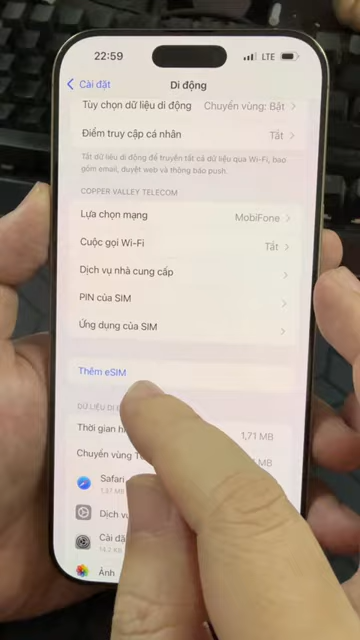 22:59
LTE
Cài đặt
Di động
Tùy chọn dữ liệu di động Chuyển vùng: Bật
Điểm truy cập cá nhân Tắt
Tắt dữ liệu di động để truyền tất cả dữ liệu qua Wi-Fi, bao
gồm email, duyệt web và thông báo push.
COPPER VALLEY TELECOM
Lựa chọn mạng MobiFone
Cuộc gọi Wi-Fi Tắt
Dịch vụ nhà cung cấp
PIN của SIM
Ứng dụng của SIM
Thêm eSIM
DỮ LIỆU DI
Thời gian 1,71 MB
Chuyển vùng MB
Safari
Dịch
Cài
Ảnh